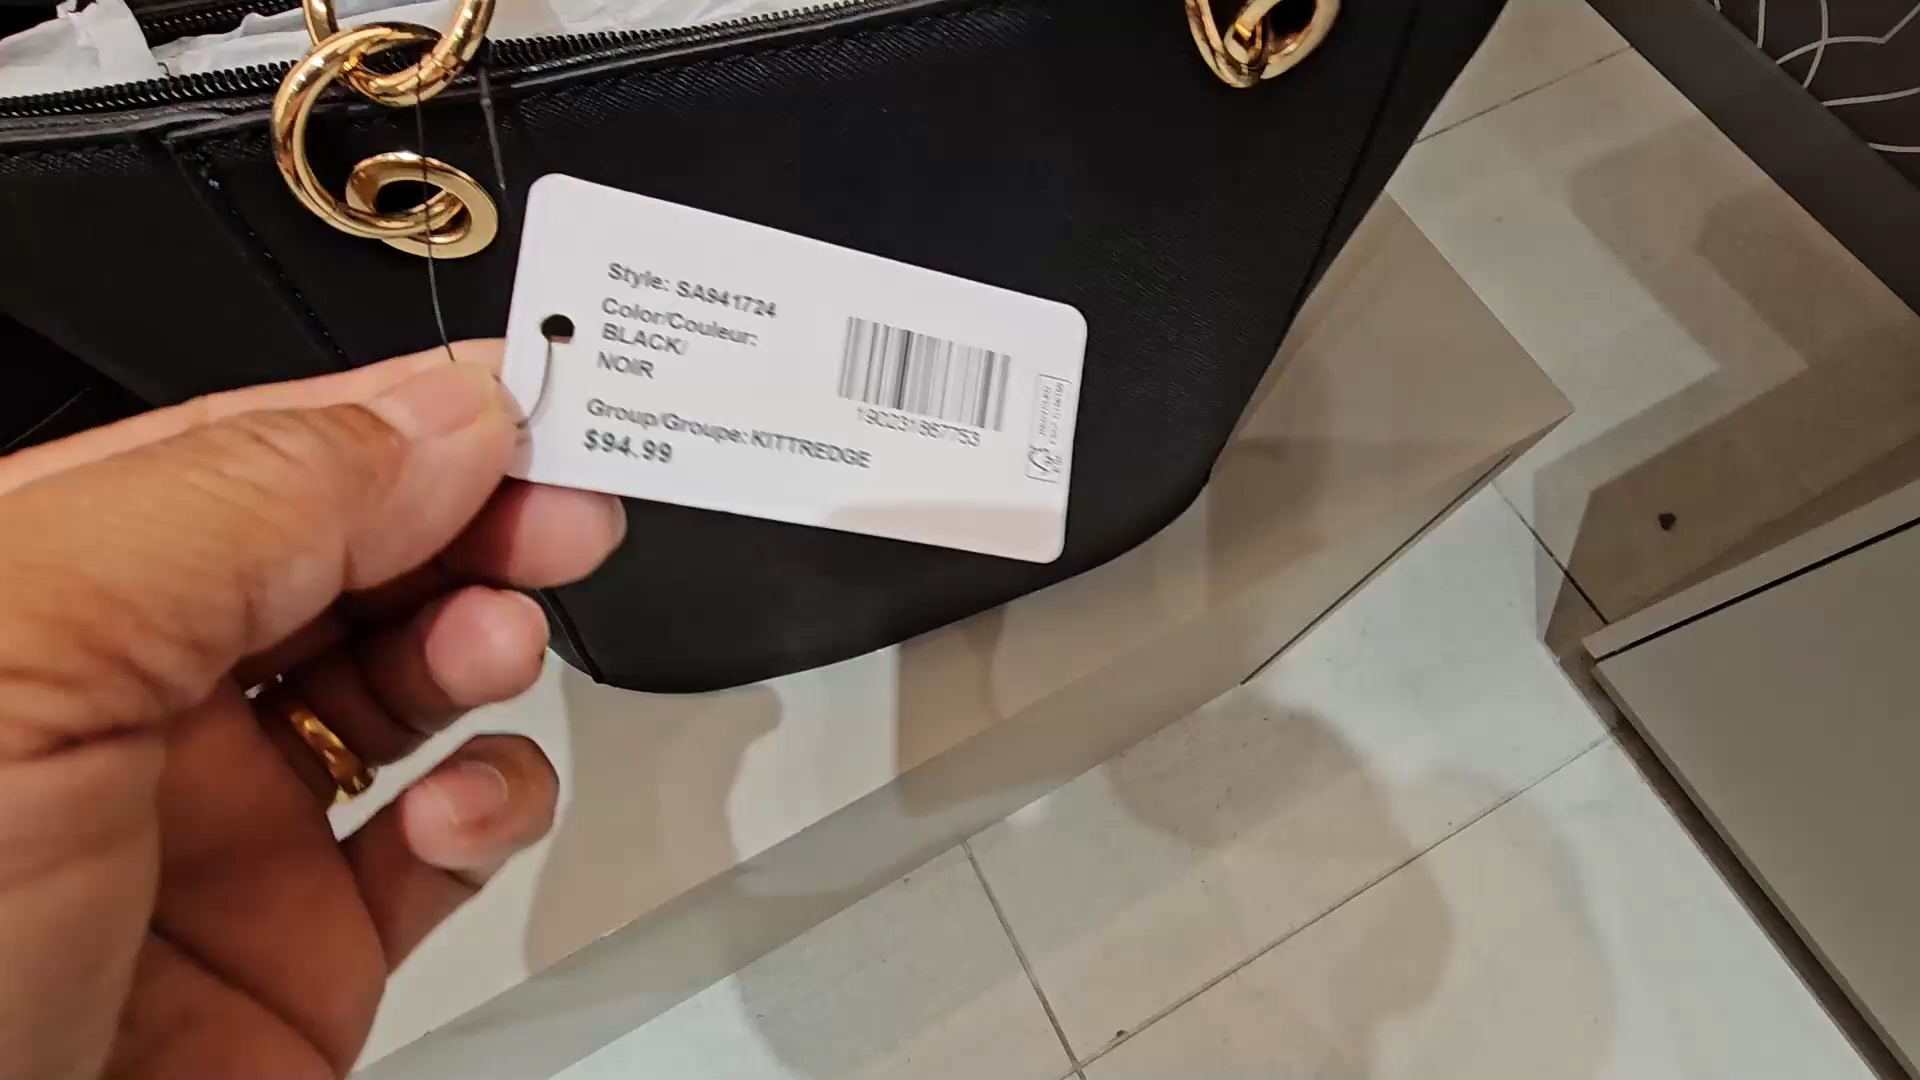 Style: SA941724
Color/Couleur:
BLACK/
NOIR
Group/Groupe: KITTREDGE
$94.99
190231867753